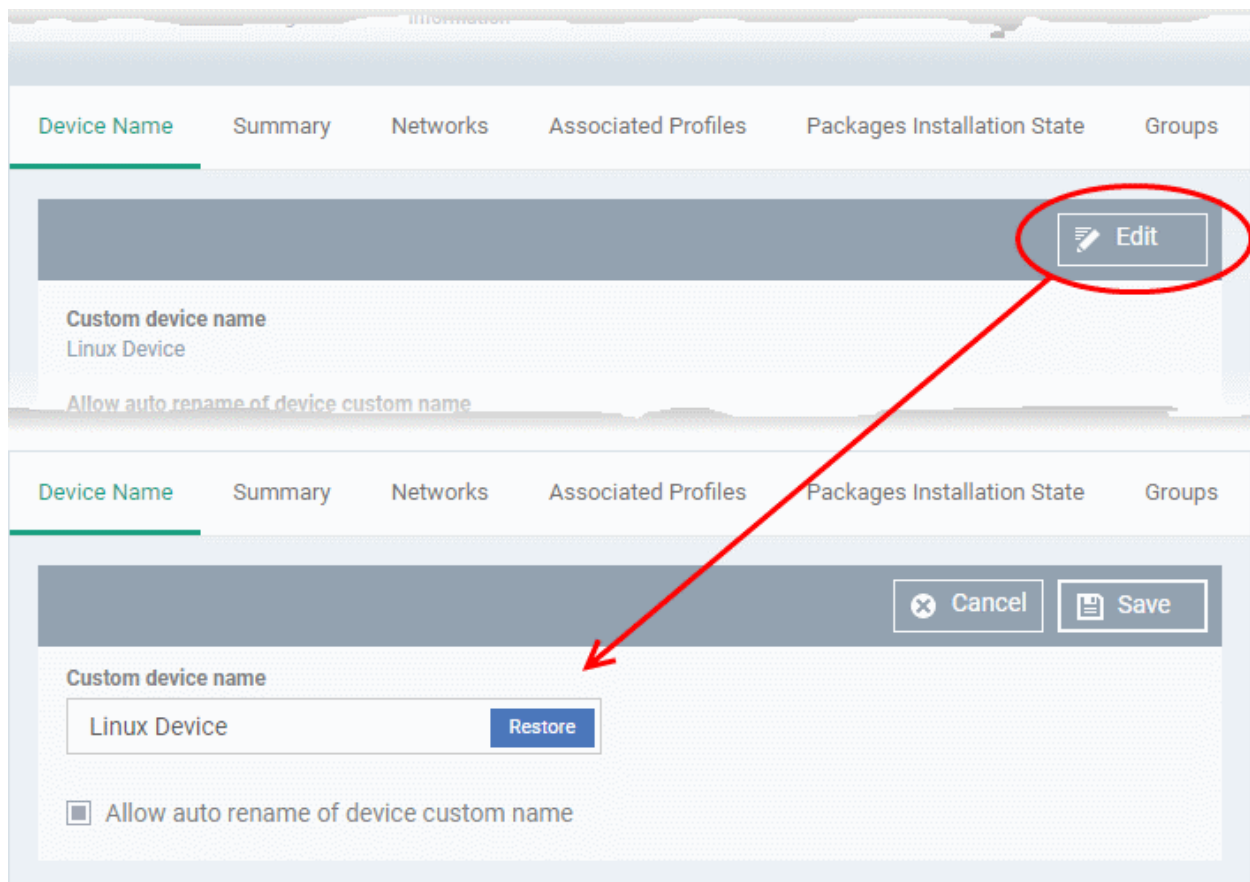 Information
Device Name Summary Networks Associated Profiles Packages Installation State Groups
Edit
Custom device name
Linux Device
Allow auto rename of device custom name
Device Name Summary Networks Associated Profiles Packages Installation State Groups
Cancel Save
Custom device name
Linux Device Restore
Allow auto rename of device custom name